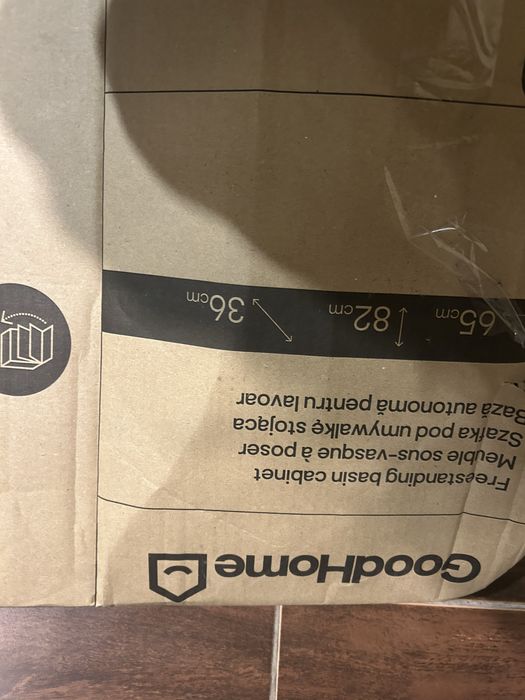 GoodHome
Freestanding basin cabinet
Meuble sous-vasque à poser
Szafka pod umywalkę stojąca
Bază autonomă pentru lavoar
65cm 82cm 36cm